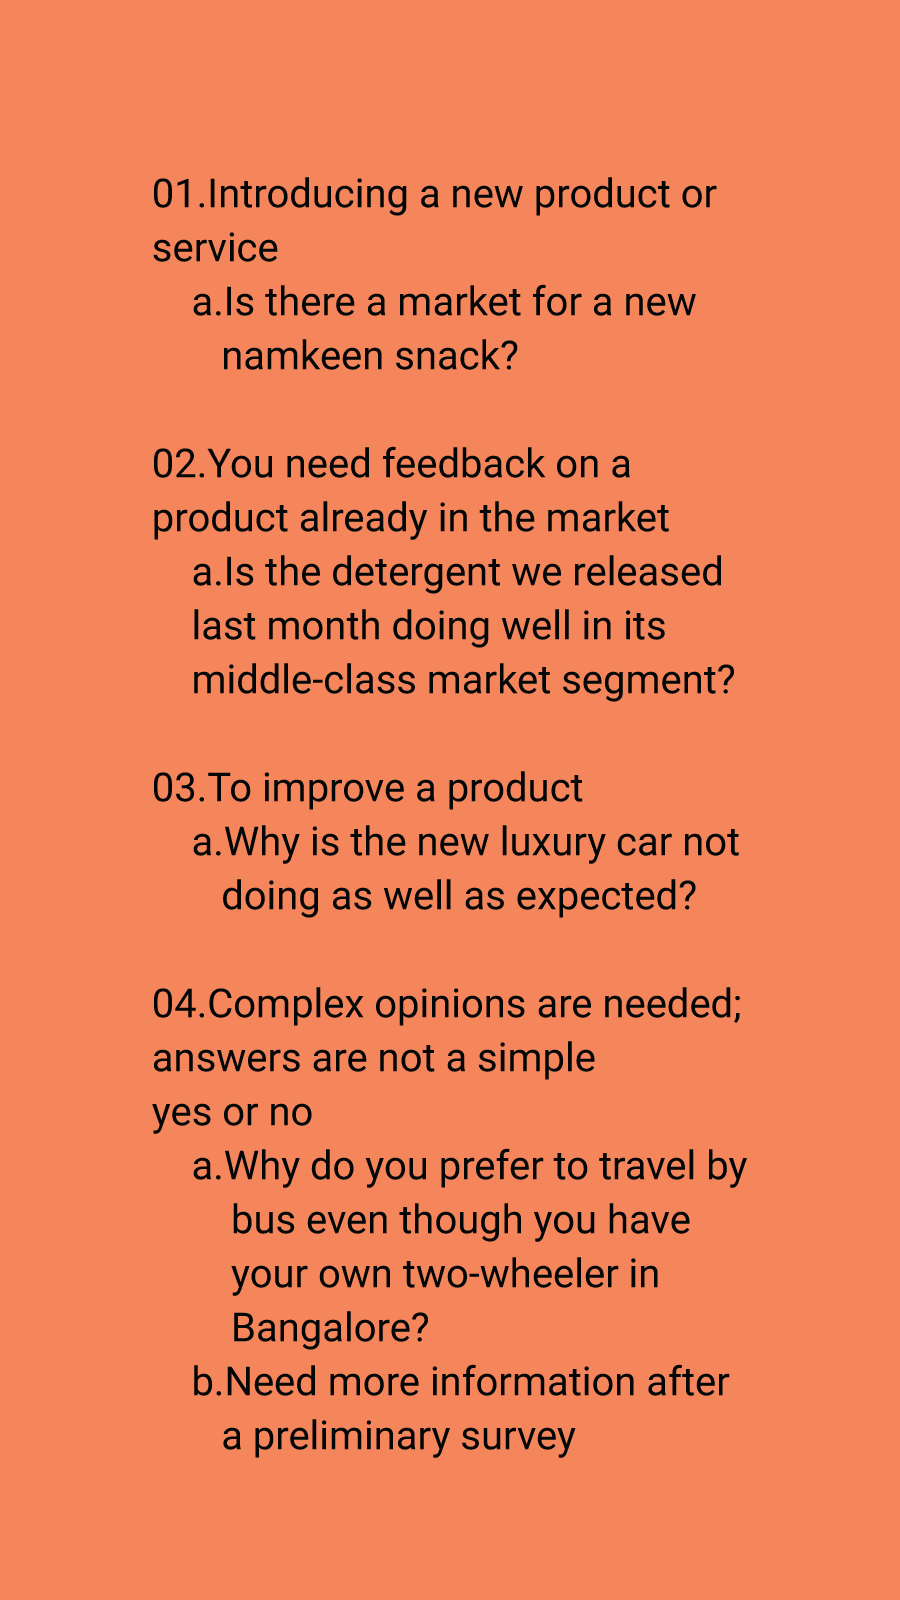 01.Introducing a new product or
service
a.Is there a market for a new
namkeen snack?
02.You need feedback on a
product already in the market
a.Is the detergent we released
last month doing well in its
middle-class market segment?
03.To improve a product
a.Why is the new luxury car not
doing as well as expected?
04.Complex opinions are needed;
answers are not a simple
yes or no
a.Why do you prefer to travel by
bus even though you have
your own two-wheeler in
Bangalore?
b.Need more information after
a preliminary survey